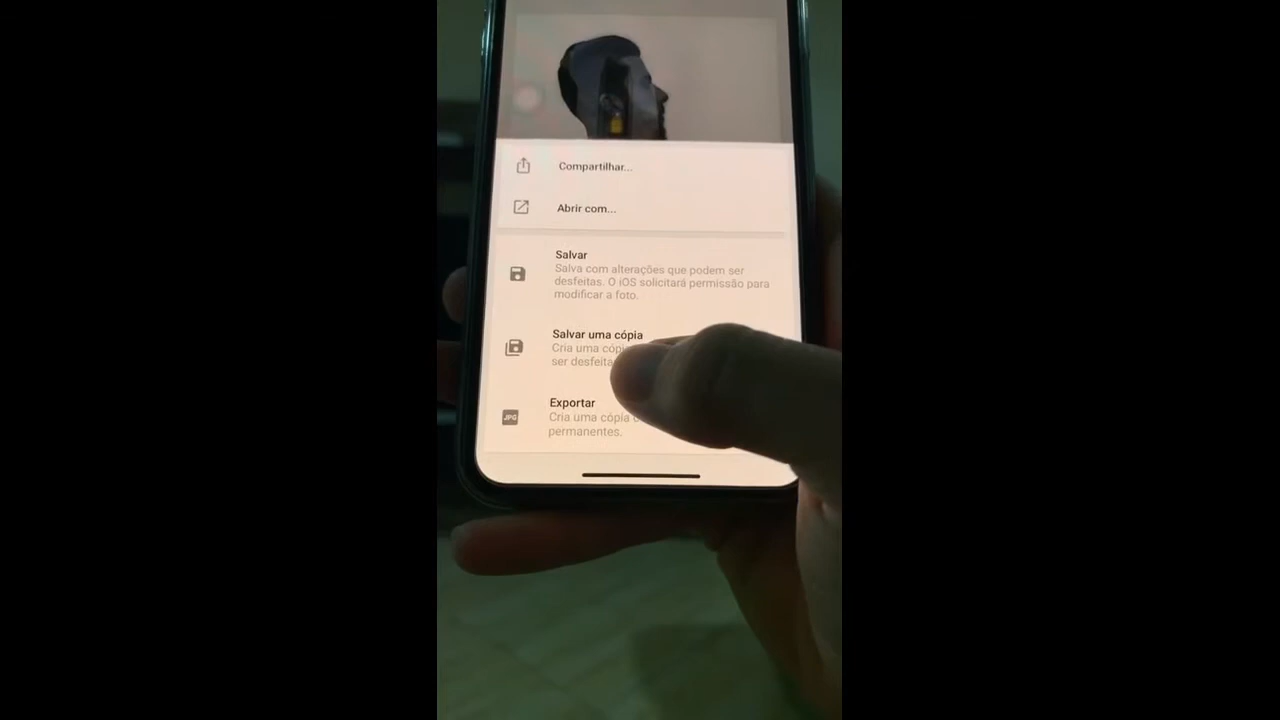 Compartilhar...
Abrir com...
Salvar
Salva com alterações que podem ser
desfeitas. O iOS solicitará permissão para
modificar a foto.
Salvar uma cópia
Cria uma cópia
ser desfeitas
JPG
Exportar
Cria uma cópia
permanentes.